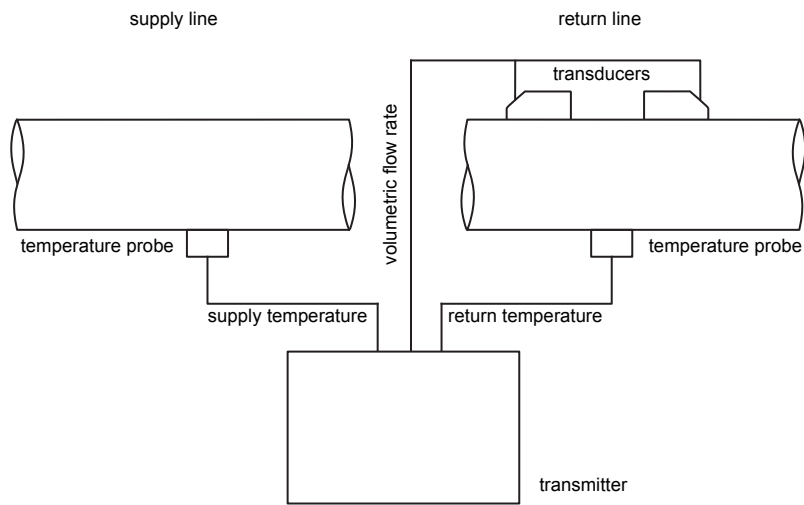 supply line
return line
transducers
volumetric flow rate
temperature probe
temperature probe
supply temperature
return temperature
transmitter